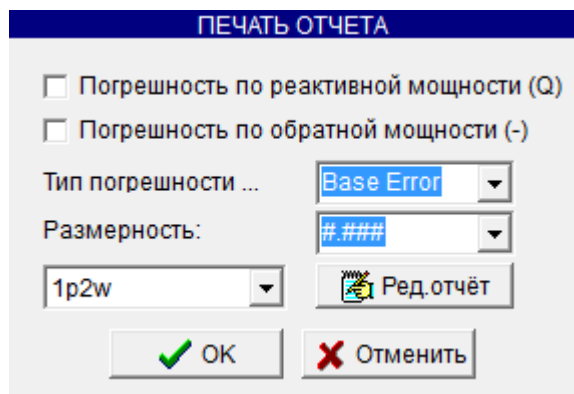 ПЕЧАТЬ ОТЧЕТА
Погрешность по реактивной мощности (Q)
Погрешность по обратной мощности (-)
Тип погрешности ... Base Error
Размерность: #.###
1p2w Ред.отчёт
OK Отменить